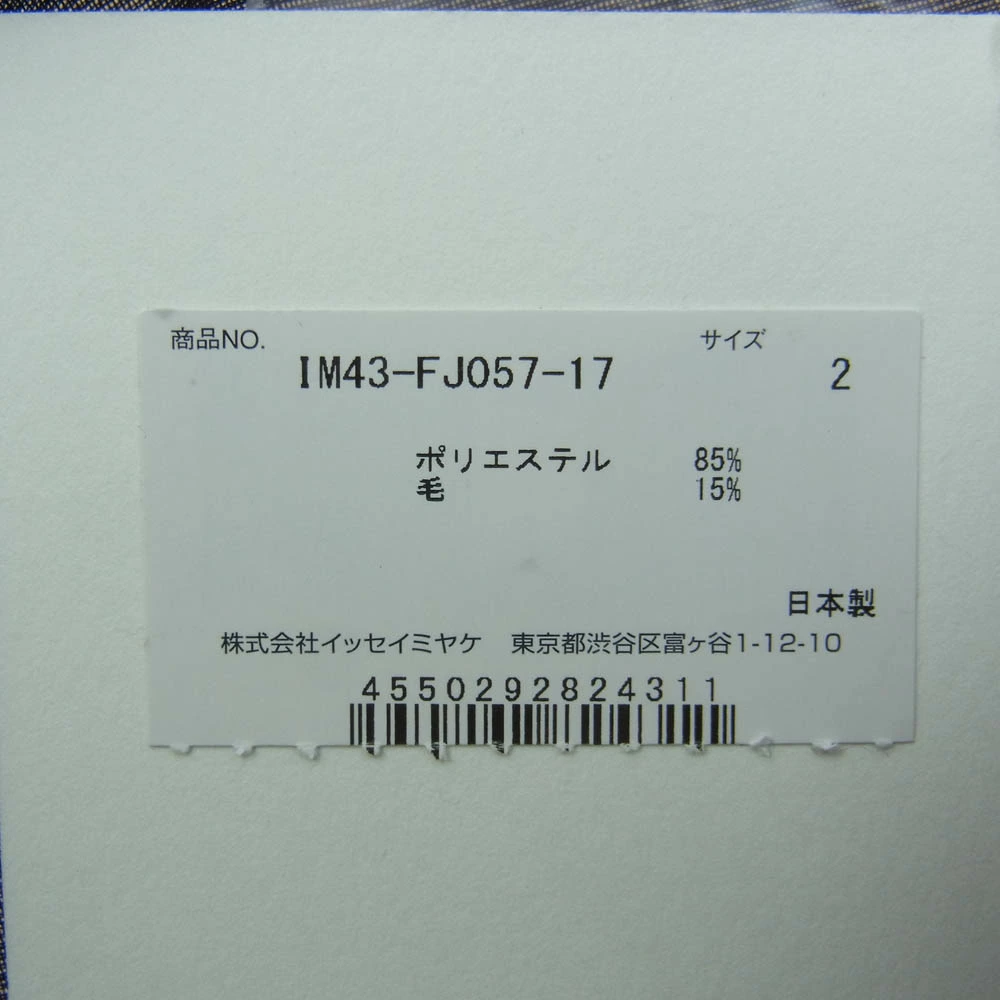 商品NO. サイズ
IM43-FJ057-17 2
ポリエステル 85%
毛 15%
日本製
株式会社イッセイミヤケ 東京都渋谷区富ヶ谷1-12-10
4550292824311